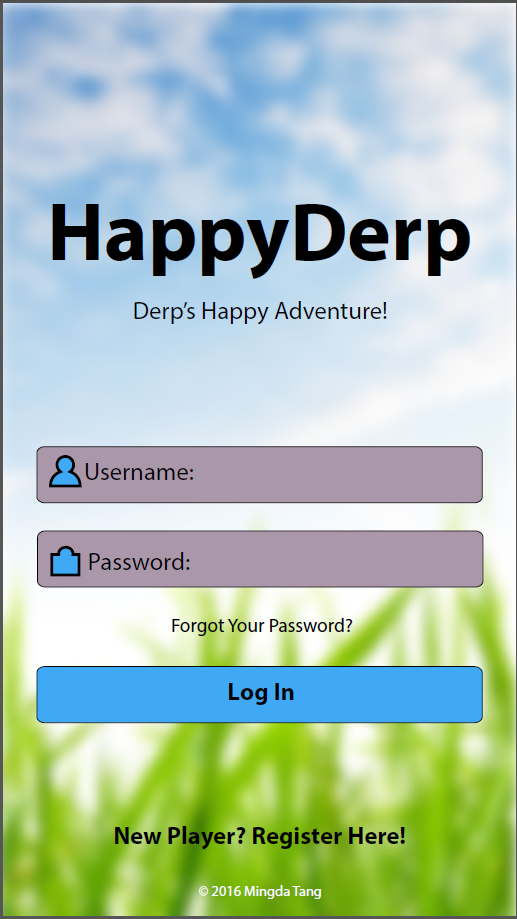 HappyDerp
Derp’s Happy Adventure!
Username:
Password:
Forgot Your Password?
Log In
New Player? Register Here!
© 2016 Mingda Tang